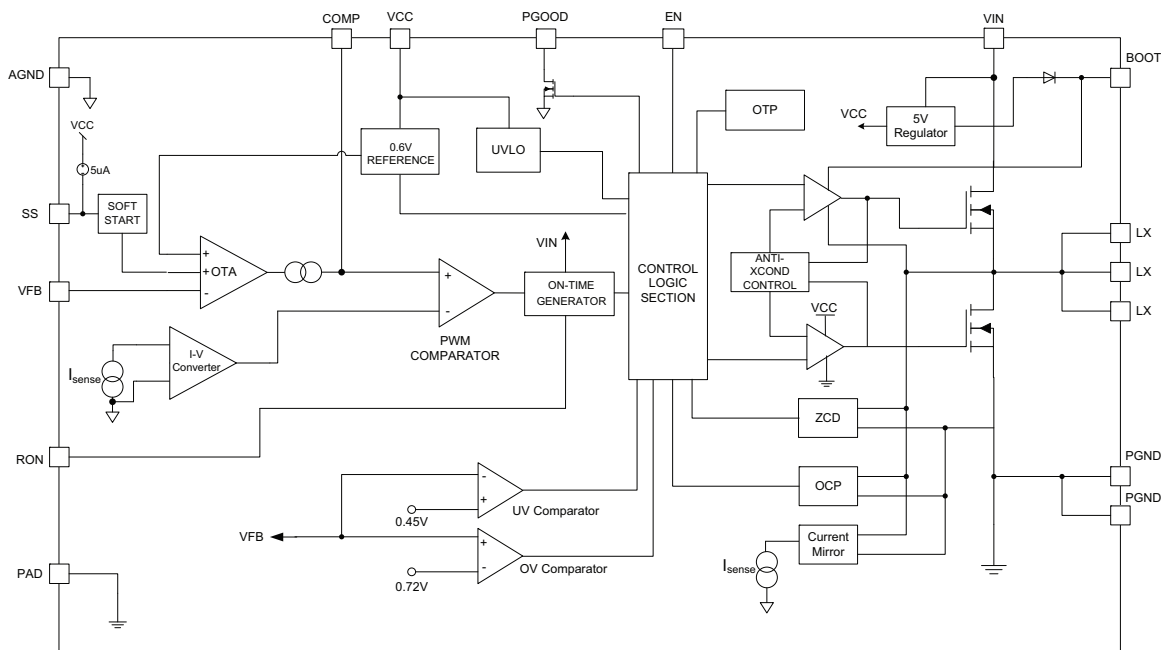 COMP
VCC
PGOOD
EN
VIN
AGND
BOOT
VCC
OTP
VCC
5V
Regulator
0.6V
REFERENCE
UVLO
5uA
SS
SOFT
START
CONTROL
LOGIC
SECTION
LX
VIN
+
+
-
OTA
ANTI-
XCOND
CONTROL
LX
VFB
+
-
ON-TIME
GENERATOR
VCC
LX
PWM
COMPARATOR
I-V
Converter
Isense
ZCD
RON
PGND
OCP
-
+
0.45V
UV Comparator
PGND
VFB
+
-
Current
Mirror
OV Comparator
Isense
0.72V
PAD